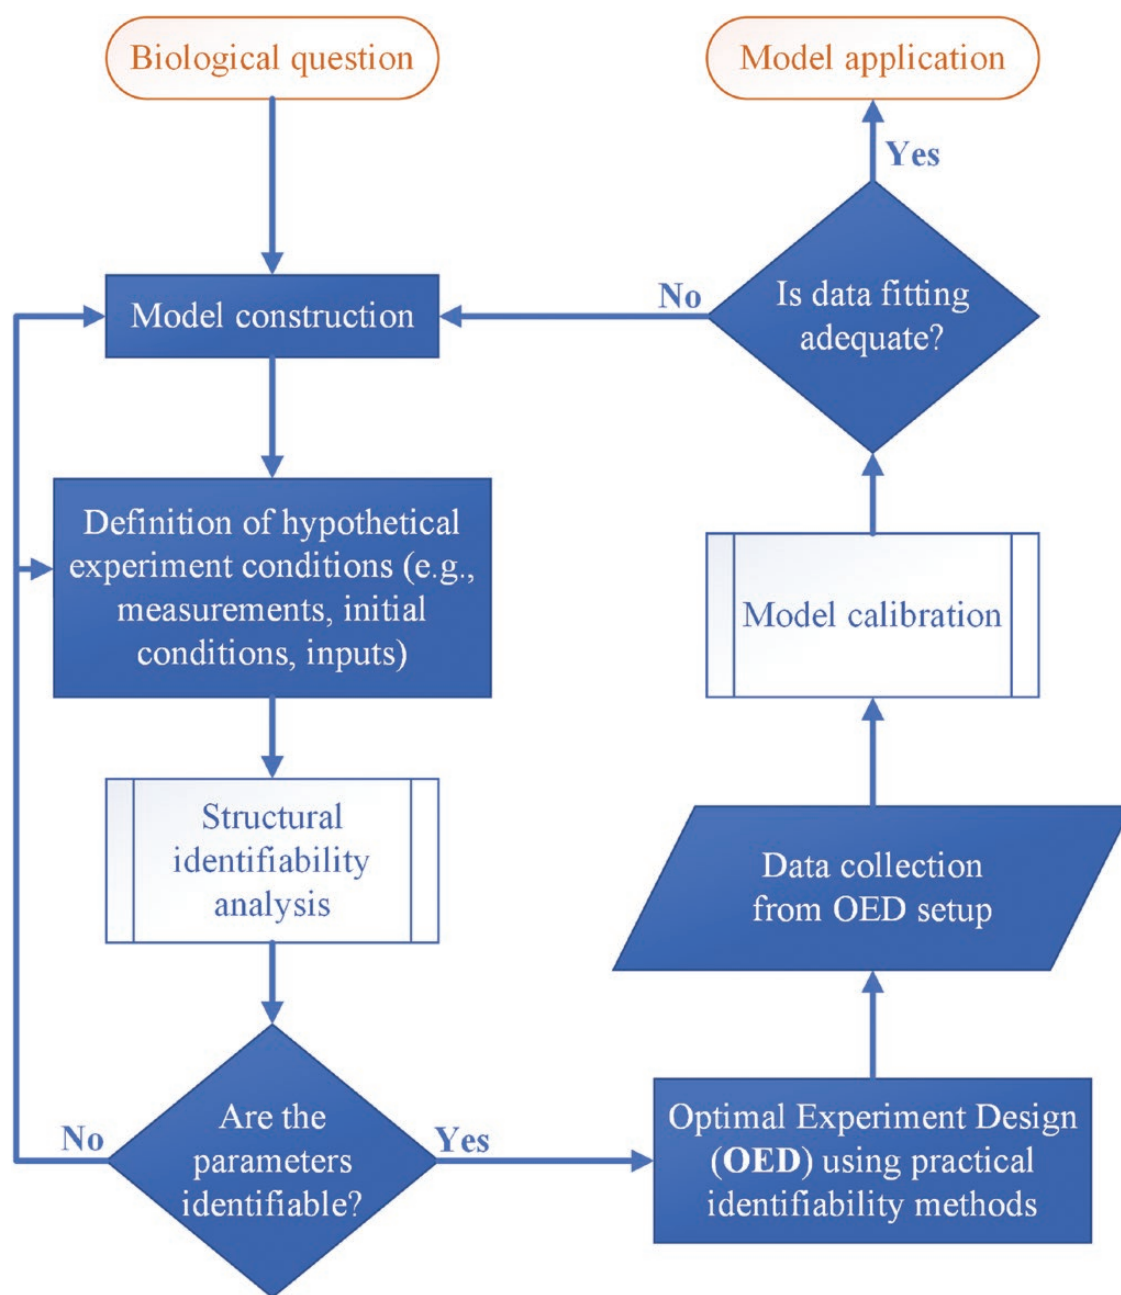 Biological question
Model construction
Definition of hypothetical
experiment conditions (e.g.,
measurements, initial
conditions, inputs)
Structural
identifiability
analysis
Are the
parameters
identifiable?
No
Yes
Optimal Experiment Design
(OED) using practical
identifiability methods
Data collection
from OED setup
Model calibration
Is data fitting
adequate?
No
Yes
Model application